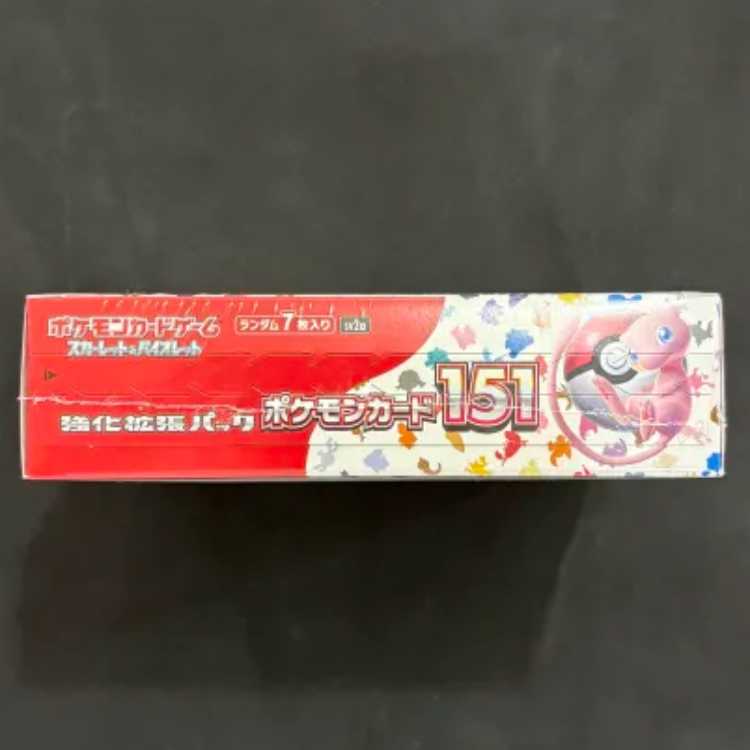 ポケモンカードゲーム
スカーレット&バイオレット
ランダム7枚入り
SV2a
強化拡張パック ポケモンカード151